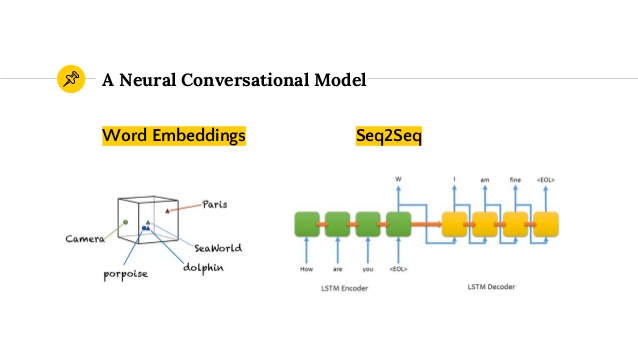 A Neural Conversational Model
Word Embeddings
Seq2Seq
Paris
Camera
SeaWorld
dolphin
porpoise
W I am fine <EOL>
How are you <EOL>
LSTM Encoder
LSTM Decoder